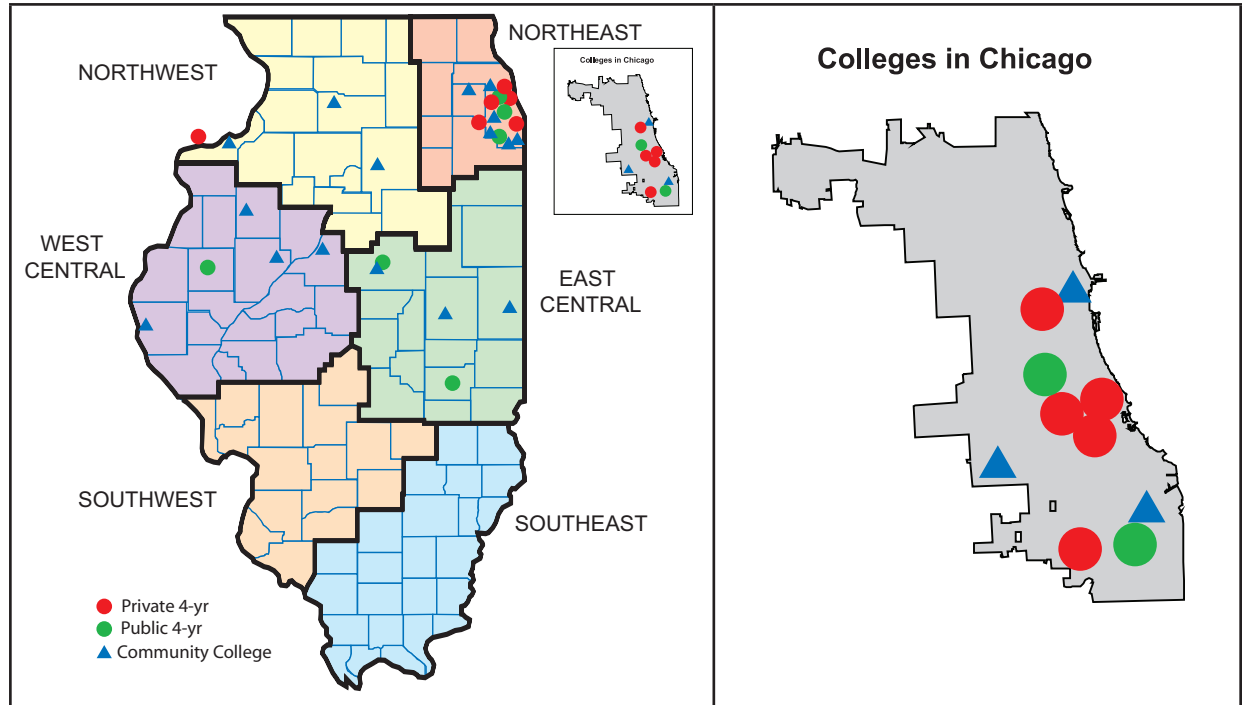 NORTHEAST
NORTHWEST
Colleges in Chicago
WEST
CENTRAL
EAST
CENTRAL
SOUTHWEST
SOUTHEAST
Private 4-yr
Public 4-yr
Community College
Colleges in Chicago